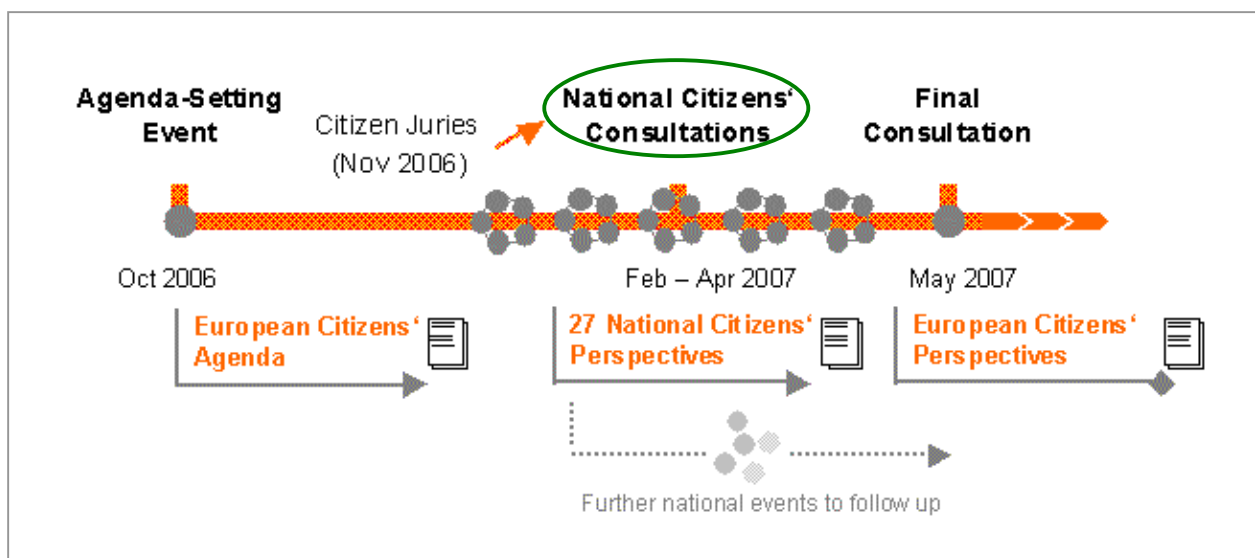 Agenda-Setting
Event
Citizen Juries
(Nov 2006)
National Citizens‘
Consultations
Final
Consultation
Oct 2006
Feb – Apr 2007
May 2007
European Citizens‘
Agenda
27 National Citizens‘
Perspectives
European Citizens‘
Perspectives
Further national events to follow up